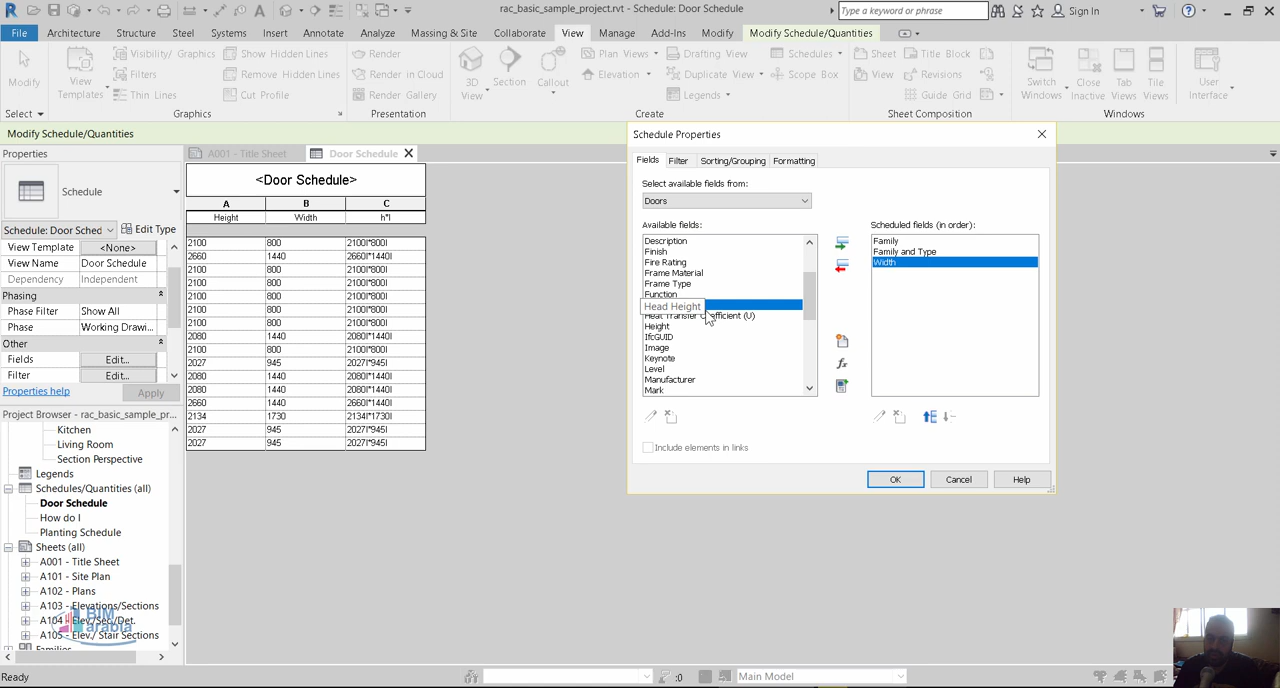 rac_basic_sample_project.rvt - Schedule: Door Schedule
Type a keyword or phrase
Sign In
File Architecture Structure Steel Systems Insert Annotate Analyze Massing & Site Collaborate View Manage Add-Ins Modify Modify Schedule/Quantities
Modify
View Templates
Visibility/ Graphics
Filters
Thin Lines
Show Hidden Lines
Remove Hidden Lines
Cut Profile
Render
Render in Cloud
Render Gallery
3D View
Section
Callout
Plan Views
Elevation
Drafting View
Duplicate View
Legends
Schedules
Scope Box
Sheet
View
Title Block
Revisions
Guide Grid
Switch Windows
Close Inactive
Tab Views
Tile Views
User Interface
Select Graphics Presentation Create Sheet Composition Windows
Modify Schedule/Quantities
Properties
Schedule
Schedule: Door Sched
Edit Type
View Template <None>
View Name Door Schedule
Dependency Independent
Phasing
Phase Filter Show All
Phase Working Drawi...
Other
Fields Edit...
Filter Edit...
Properties help
Apply
Project Browser - rac_basic_sample_pr...
Kitchen
Living Room
Section Perspective
Legends
Schedules/Quantities (all)
Door Schedule
How do I
Planting Schedule
Sheets (all)
A001 - Title Sheet
A101 - Site Plan
A102 - Plans
A103 - Elevations/Sections
A104 - Elev./Sec./Det.
A105 - Elev./ Stair Sections
Families
BIM
arabia
A001 - Title Sheet
Door Schedule
<Door Schedule>
A B C
Height Width h*l
2100 800 2100l*800l
2660 1440 2660l*1440l
2100 800 2100l*800l
2100 800 2100l*800l
2100 800 2100l*800l
2100 800 2100l*800l
2100 800 2100l*800l
2080 1440 2080l*1440l
2100 800 2100l*800l
2027 945 2027l*945l
2080 1440 2080l*1440l
2080 1440 2080l*1440l
2660 1440 2660l*1440l
2134 1730 2134l*1730l
2027 945 2027l*945l
2027 945 2027l*945l
Schedule Properties
Fields Filter Sorting/Grouping Formatting
Select available fields from:
Doors
Available fields:
Description
Finish
Fire Rating
Frame Material
Frame Type
Function
Head Height
Heat Transfer Coefficient (U)
Height
IfcGUID
Image
Keynote
Level
Manufacturer
Mark
Scheduled fields (in order):
Family
Family and Type
Width
Include elements in links
OK
Cancel
Help
Ready
:0
Main Model